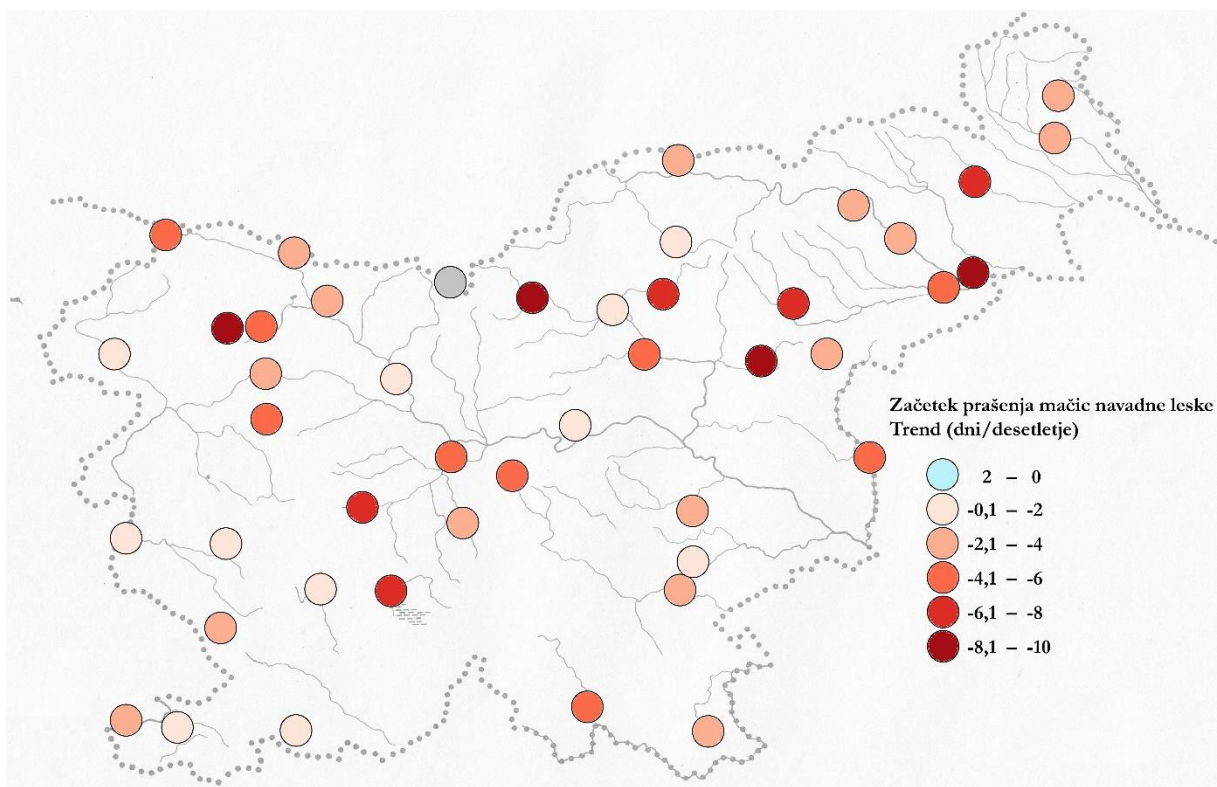 Začetek prašenja mačic navadne leske
Trend (dni/desetletje)
2 – 0
-0,1 – -2
-2,1 – -4
-4,1 – -6
-6,1 – -8
-8,1 – -10